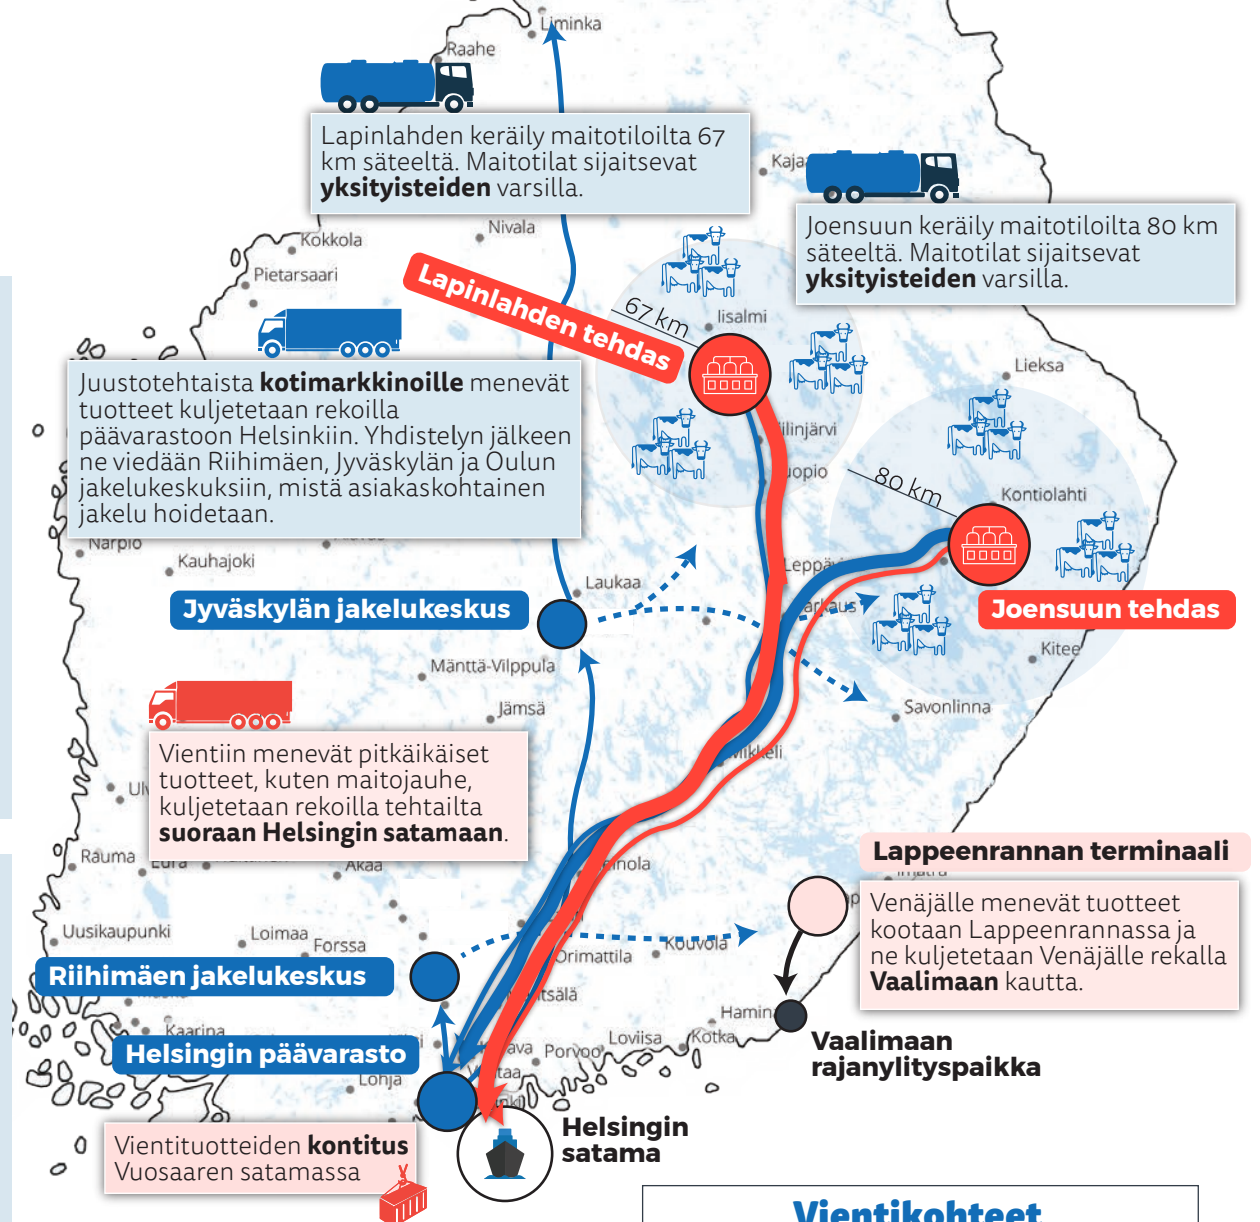 Liminka
Raahe
Lapinlahden keräily maitotiloilta 67
km säteeltä. Maitotilat sijaitsevat
yksityisteiden varsilla.
Joensuun keräily maitotiloilta 80 km
säteeltä. Maitotilat sijaitsevat
yksityisteiden varsilla.
Nivala
Kokkola
Pietarsaari
Lapinlahden tehdas
67 km
Iisalmi
Lieksa
Juustotehtaista kotimarkkinoille menevät
tuotteet kuljetetaan rekoilla
päävarastoon Helsinkiin. Yhdistelyn jälkeen
ne viedään Riihimäen, Jyväskylän ja Oulun
jakelukeskuksiin, mistä asiakaskohtainen
jakelu hoidetaan.
80 km
Kontiolahti
Närpiö
Kauhajoki
Laukaa
Jyväskylän jakelukeskus
Joensuun tehdas
Kitee
Mänttä-Vilppula
Jämsä
Savonlinna
Mikkeli
Vientiin menevät pitkäikäiset
tuotteet, kuten maitojauhe,
kuljetetaan rekoilla tehtailta
suoraan Helsingin satamaan.
Rauma
Eura
Akaa
Lappeenrannan terminaali
Venäjälle menevät tuotteet
kootaan Lappeenrannassa ja
ne kuljetetaan Venäjälle rekalla
Vaalimaan kautta.
Uusikaupunki
Loimaa
Forssa
Orimattila
Kouvola
Riihimäen jakelukeskus
Kaarina
Helsingin päävarasto
Lohja
Porvoo
Loviisa
Kotka
Vaalimaan
rajanylityspaikka
Helsingin
satama
Vientituotteiden kontitus
Vuosaaren satamassa
Vientikohteet